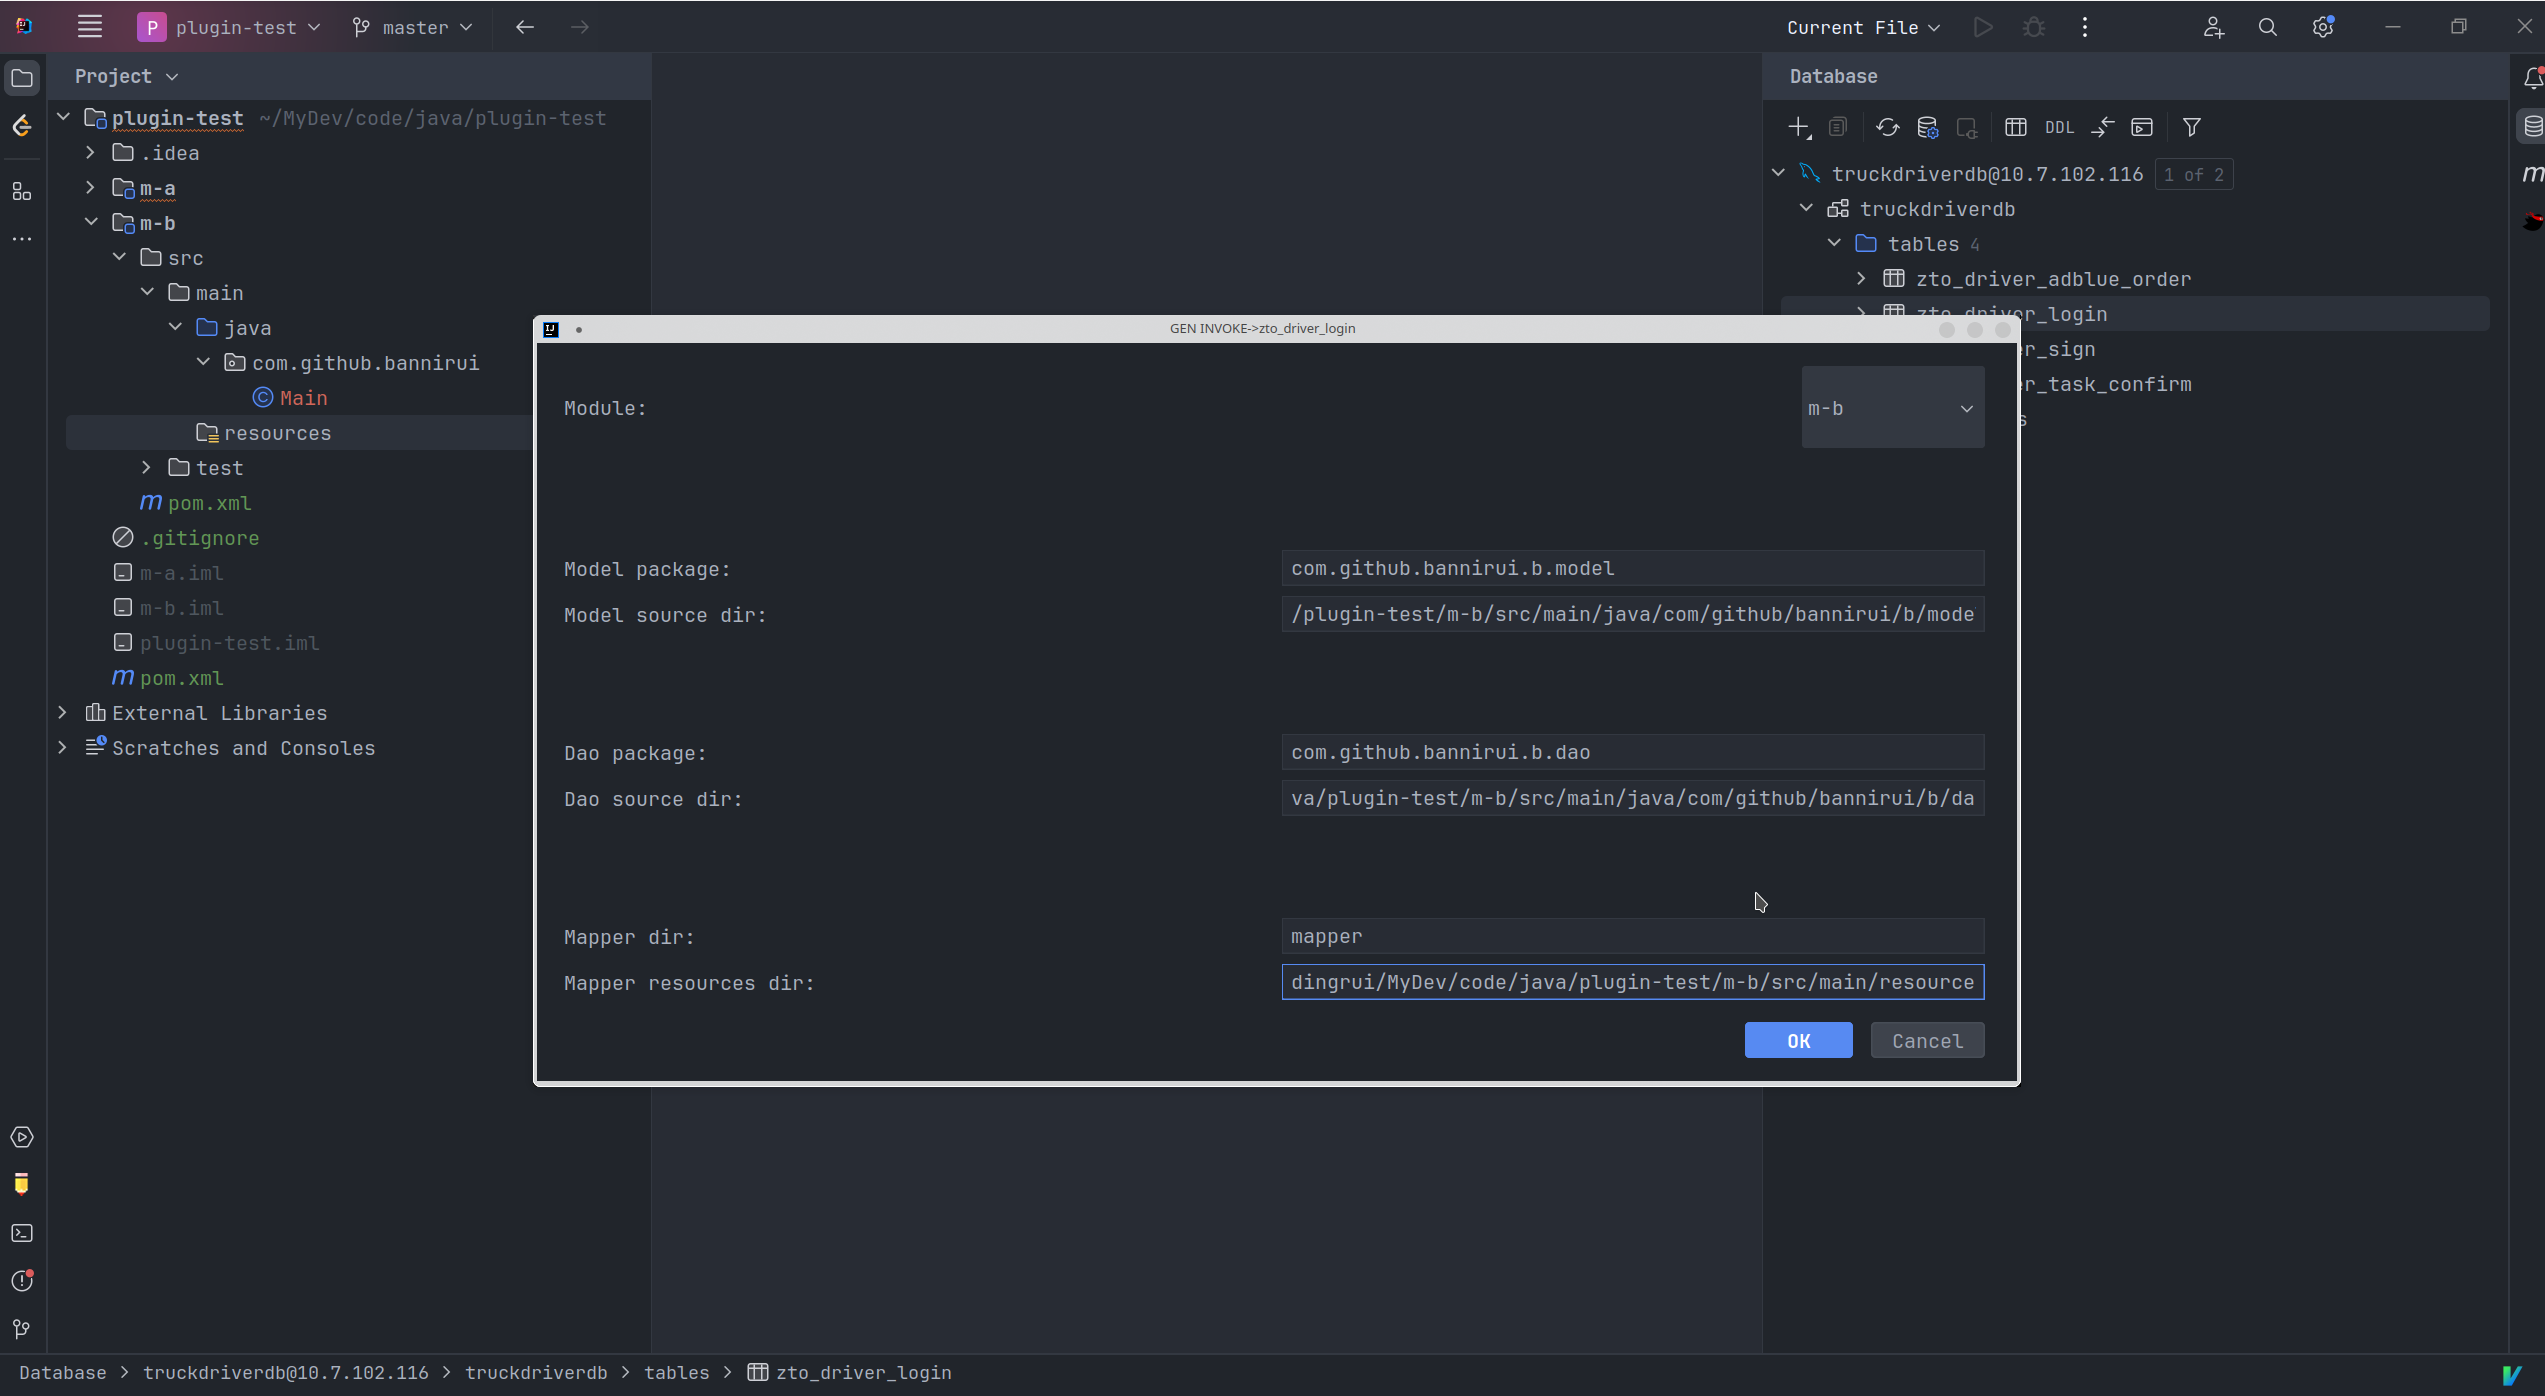 P plugin-test master Current File
Project
plugin-test ~/MyDev/code/java/plugin-test
.idea
m-a
m-b
src
main
java
com.github.bannirui
Main
resources
test
m pom.xml
.gitignore
m-a.iml
m-b.iml
plugin-test.iml
m pom.xml
External Libraries
Scratches and Consoles
GEN INVOKE->zto_driver_login
Module: m-b
Model package: com.github.bannirui.b.model
Model source dir: /plugin-test/m-b/src/main/java/com/github/bannirui/b/mode
Dao package: com.github.bannirui.b.dao
Dao source dir: va/plugin-test/m-b/src/main/java/com/github/bannirui/b/da
Mapper dir: mapper
Mapper resources dir: dingrui/MyDev/code/java/plugin-test/m-b/src/main/resource
OK Cancel
Database
DDL
truckdriverdb@10.7.102.116 1 of 2
truckdriverdb
tables 4
zto_driver_adblue_order
zto_driver_login
er_sign
er_task_confirm
s
m
Database > truckdriverdb@10.7.102.116 > truckdriverdb > tables > zto_driver_login